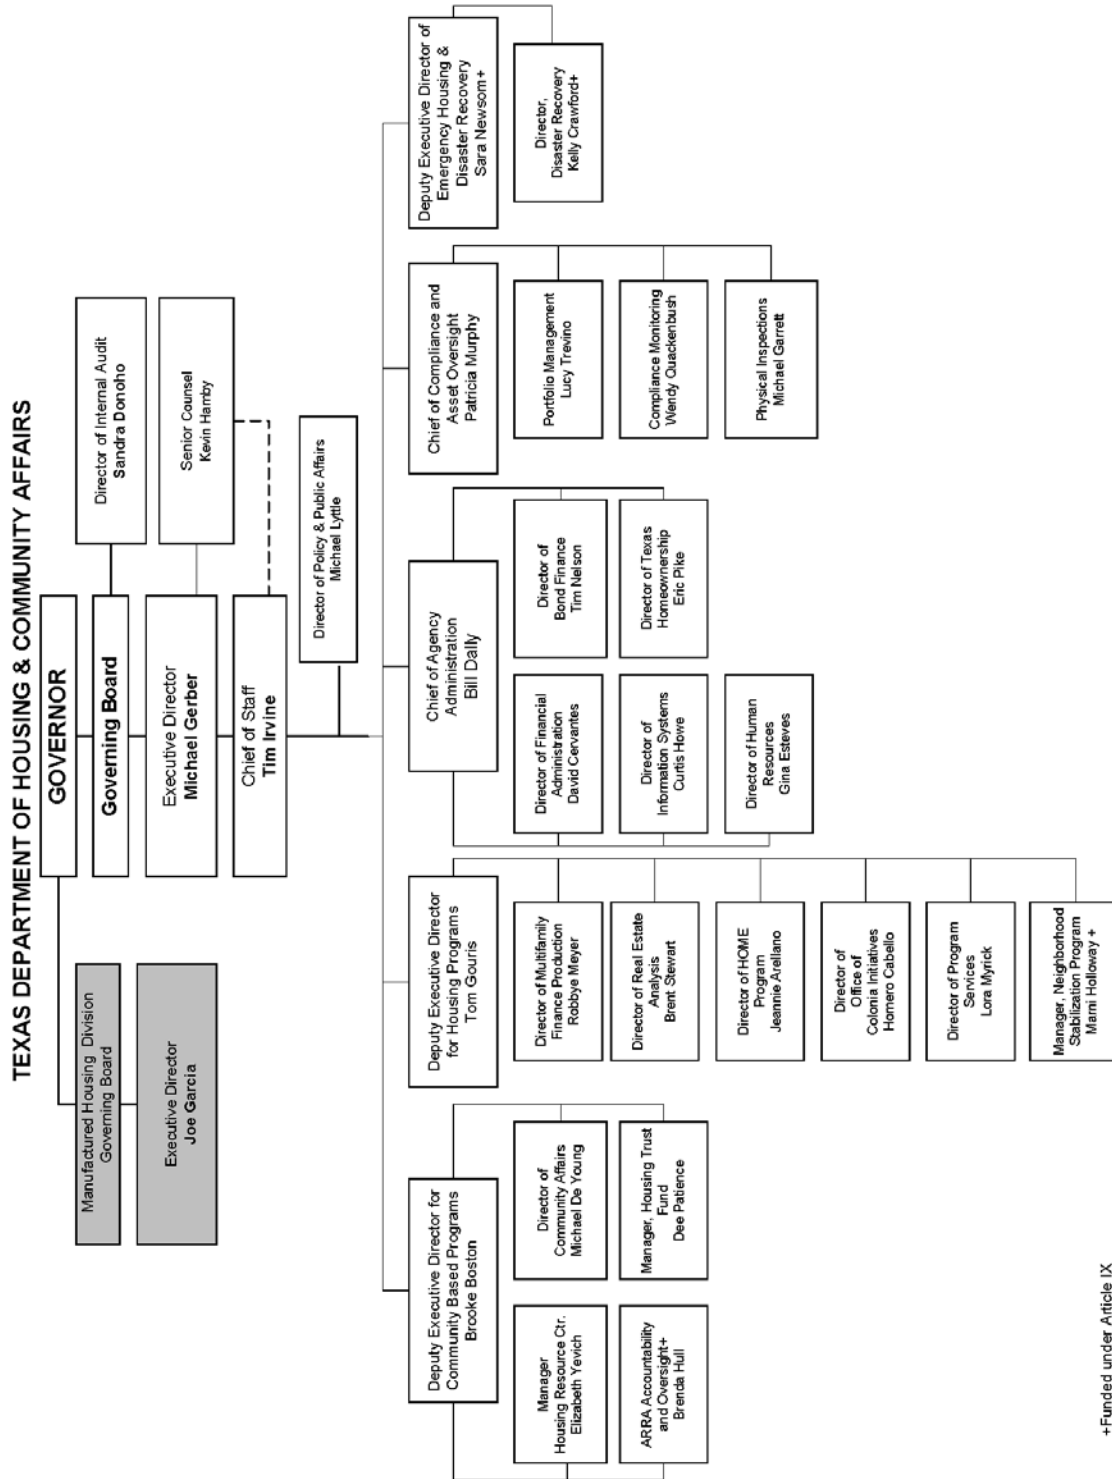 TEXAS DEPARTMENT OF HOUSING & COMMUNITY AFFAIRS
GOVERNOR
Manufactured Housing Division
Governing Board
Executive Director
Joe Garcia
Governing Board
Director of Internal Audit
Sandra Donoho
Executive Director
Michael Gerber
Senior Counsel
Kevin Hamby
Chief of Staff
Tim Irvine
Director of Policy & Public Affairs
Michael Lyttle
Deputy Executive Director for
Community Based Programs
Brooke Boston
Manager
Housing Resource Ctr.
Elizabeth Yevich
Director of
Community Affairs
Michael De Young
ARRA Accountability
and Oversight+
Brenda Hull
Manager, Housing Trust
Fund
Dee Patience
Deputy Executive Director
for Housing Programs
Tom Gouris
Director of Multifamily
Finance Production
Robbye Meyer
Director of Real Estate
Analysis
Brent Stewart
Director of HOME
Program
Jeannie Arellano
Director of
Office of
Colonia Initiatives
Homero Cabello
Director of Program
Services
Lora Myrick
Manager, Neighborhood
Stabilization Program
Marni Holloway +
Chief of Agency
Administration
Bill Dally
Director of Financial
Administration
David Cervantes
Director of
Bond Finance
Tim Nelson
Director of
Information Systems
Curtis Howe
Director of Texas
Homeownership
Eric Pike
Director of Human
Resources
Gina Esteves
Chief of Compliance and
Asset Oversight
Patricia Murphy
Portfolio Management
Lucy Trevino
Compliance Monitoring
Wendy Quackenbush
Physical Inspections
Michael Garrett
Deputy Executive Director of
Emergency Housing &
Disaster Recovery
Sara Newsom+
Director,
Disaster Recovery
Kelly Crawford+
+Funded under Article IX